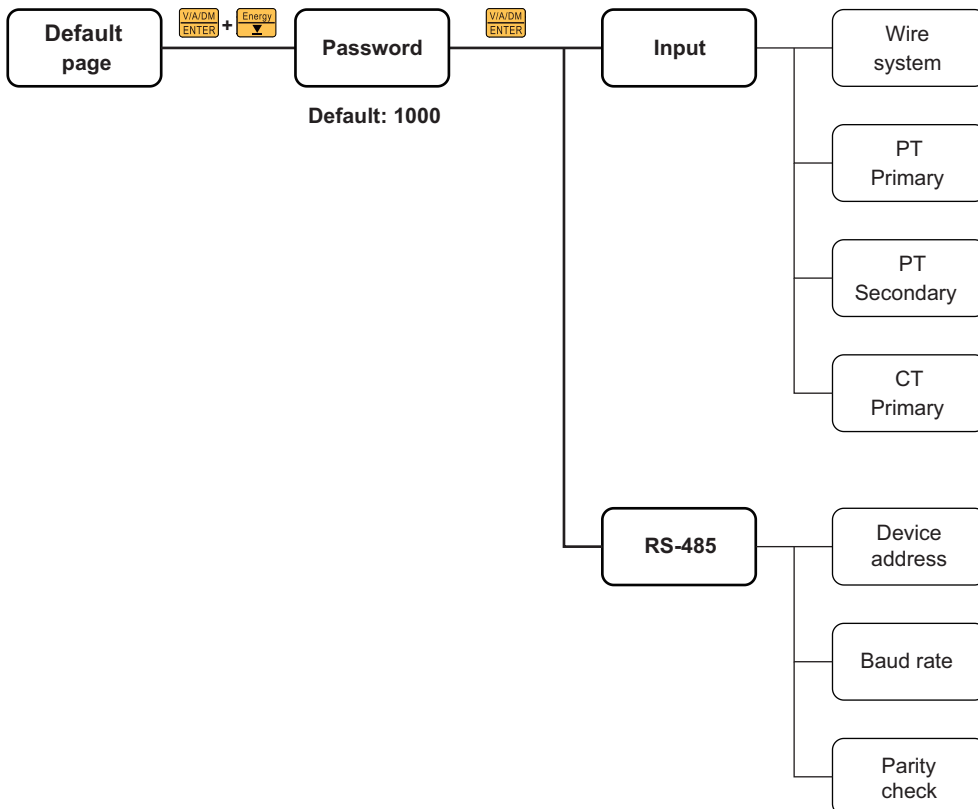 Default
page
V/A/DM
ENTER
+
Energy
Password
Default: 1000
V/A/DM
ENTER
Input
Wire
system
PT
Primary
PT
Secondary
CT
Primary
RS-485
Device
address
Baud rate
Parity
check